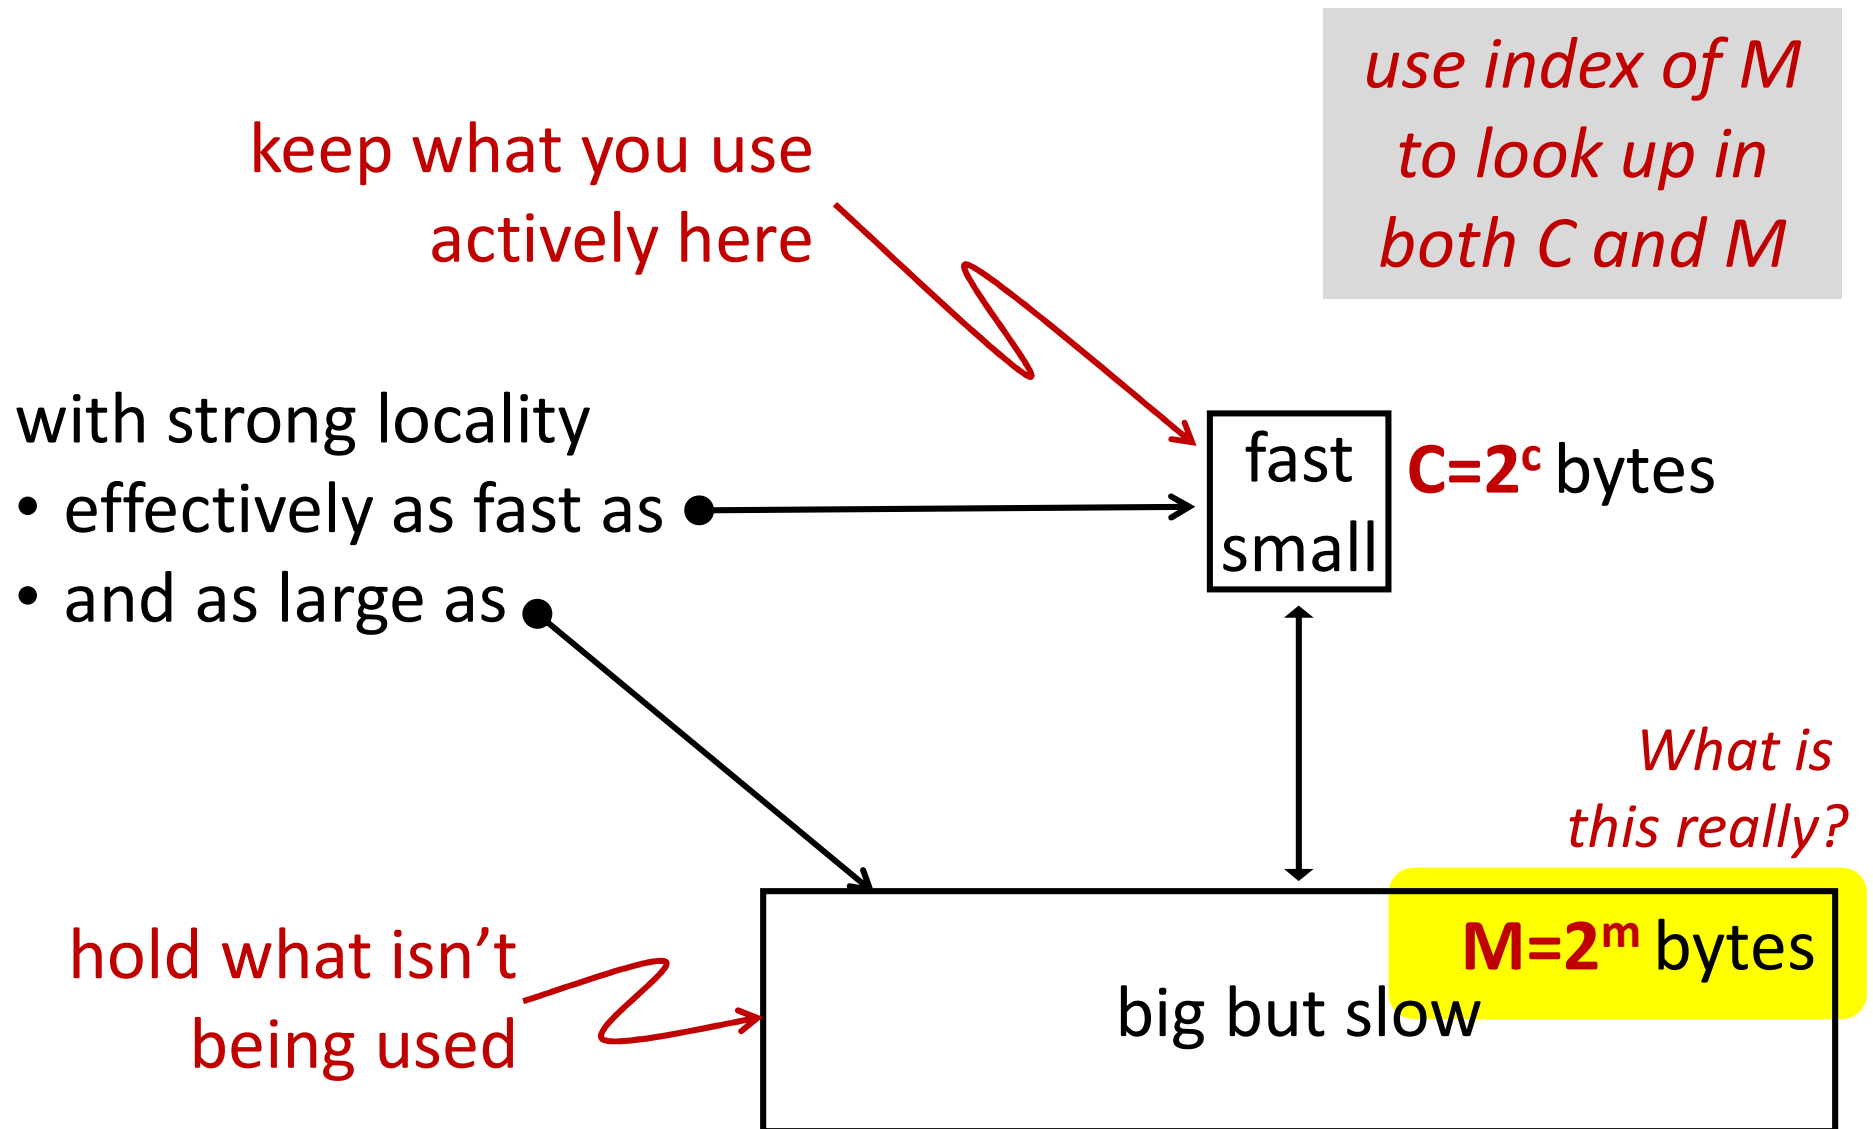 use index of M
to look up in
both C and M
keep what you use
actively here
with strong locality
• effectively as fast as
• and as large as
fast
small
C=2ᶜ bytes
What is
this really?
M=2ᵐ bytes
big but slow
hold what isn’t
being used